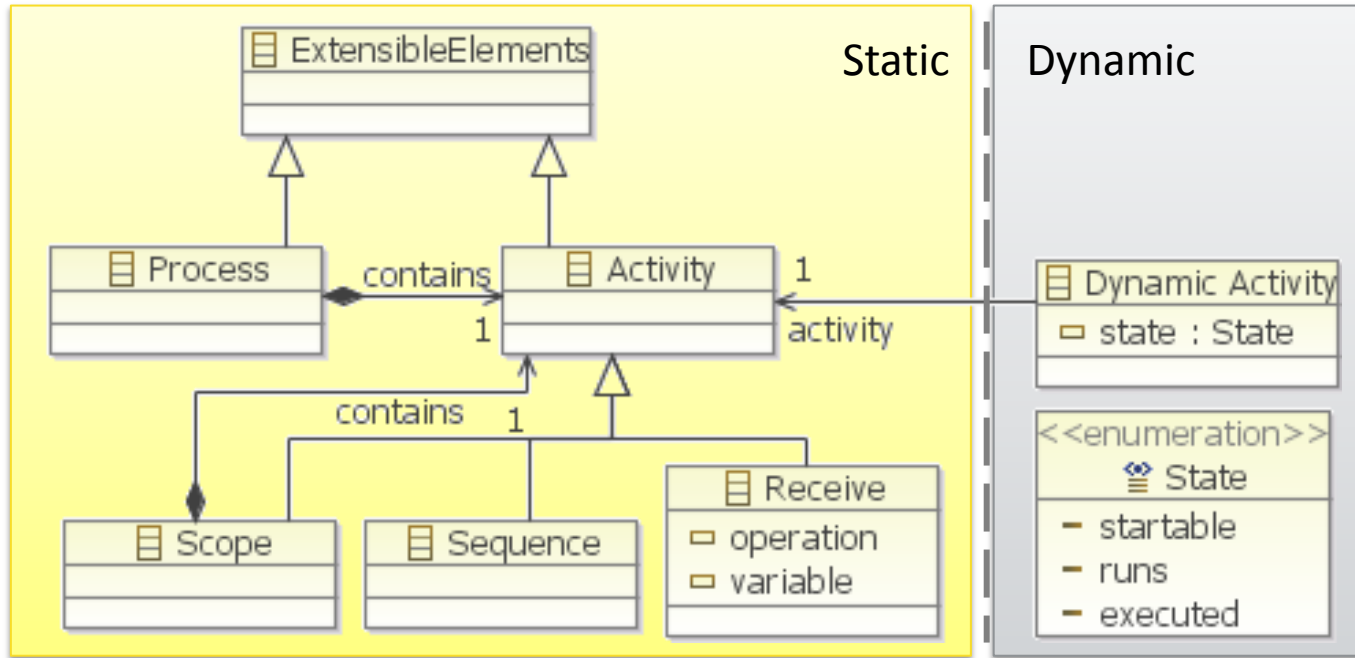 ExtensibleElements
Static
Dynamic
Process
contains
1
Activity
1
activity
Dynamic Activity
state : State
contains
1
Scope
Sequence
Receive
operation
variable
<<enumeration>>
State
startable
runs
executed